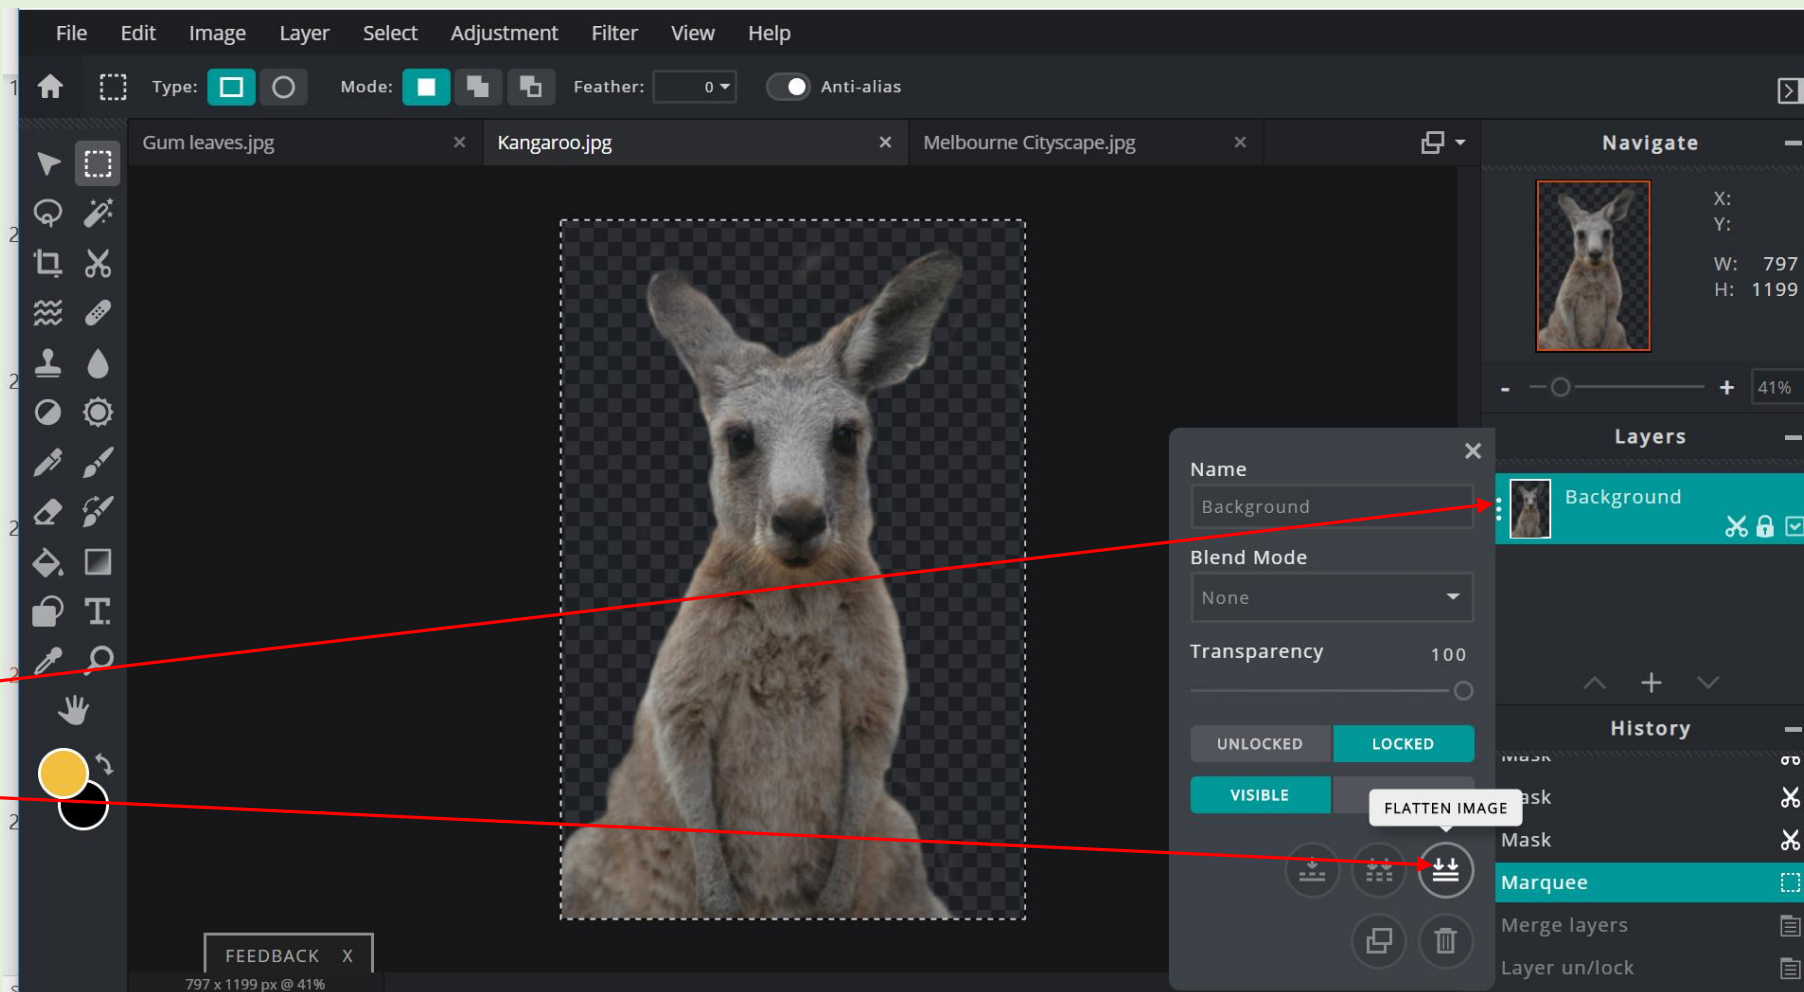 File Edit Image Layer Select Adjustment Filter View Help
Type: Mode: Feather: 0 Anti-alias
Gum leaves.jpg × Kangaroo.jpg × Melbourne Cityscape.jpg ×
Navigate
X:
Y:
W: 797
H: 1199
- + 41%
Layers
Background
Name
Background
Blend Mode
None
Transparency 100
UNLOCKED LOCKED
VISIBLE
FLATTEN IMAGE
History
Mask
Mask
Mask
Marquee
Merge layers
Layer un/lock
FEEDBACK X
797 x 1199 px @ 41%